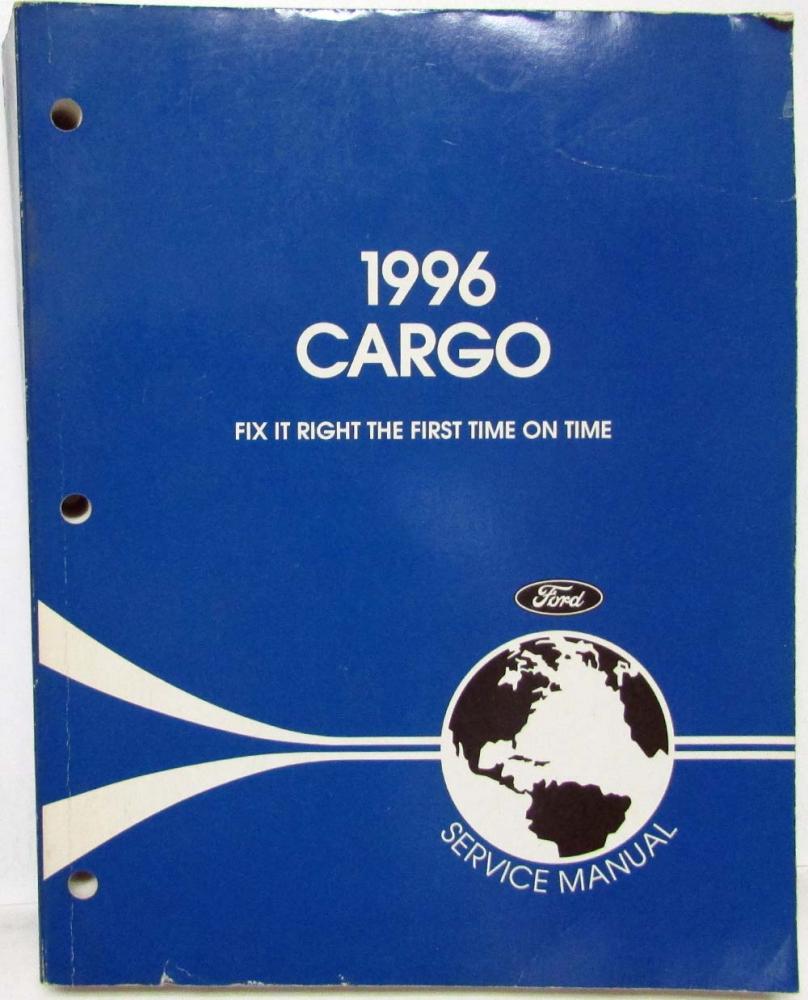 1996
CARGO
FIX IT RIGHT THE FIRST TIME ON TIME
Ford
SERVICE MANUAL